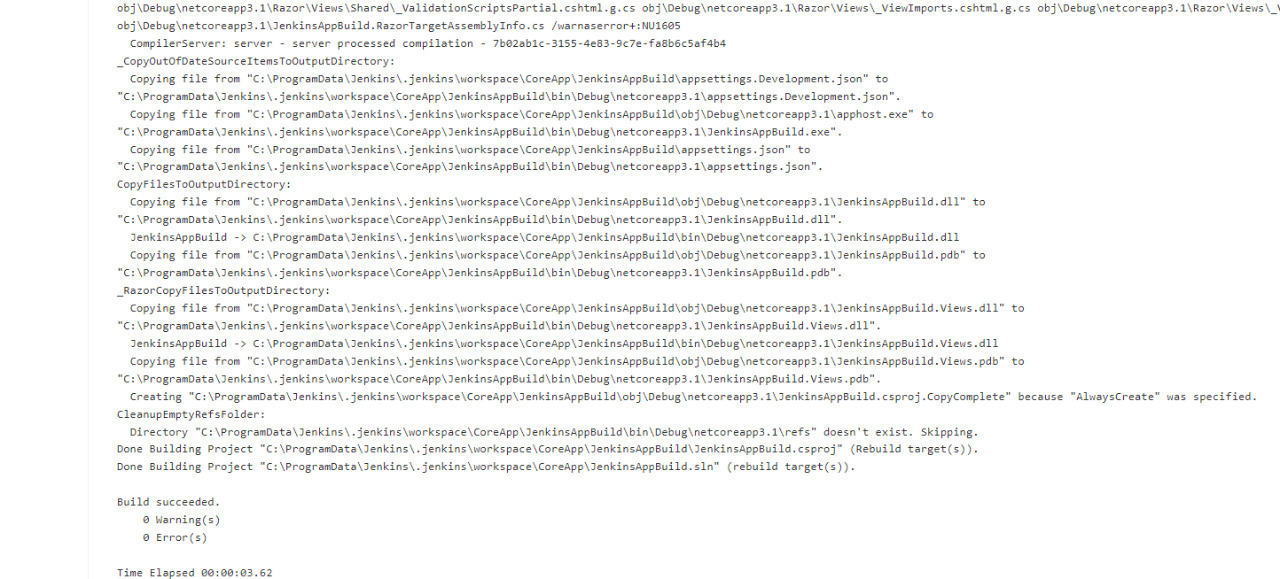 obj\Debug\netcoreapp3.1\Razor\Views\Shared\_ValidationScriptsPartial.cshtml.g.cs obj\Debug\netcoreapp3.1\Razor\Views\_ViewImports.cshtml.g.cs obj\Debug\netcoreapp3.1\Razor\Views\_V
obj\Debug\netcoreapp3.1\JenkinsAppBuild.RazorTargetAssemblyInfo.cs /warnaserror+:NU1605
CompilerServer: server - server processed compilation - 7b02ab1c-3155-4e83-9c7e-fa8b6c5af4b4
_CopyOutOfDateSourceItemsToOutputDirectory:
Copying file from "C:\ProgramData\Jenkins\.jenkins\workspace\CoreApp\JenkinsAppBuild\appsettings.Development.json" to
"C:\ProgramData\Jenkins\.jenkins\workspace\CoreApp\JenkinsAppBuild\bin\Debug\netcoreapp3.1\appsettings.Development.json".
Copying file from "C:\ProgramData\Jenkins\.jenkins\workspace\CoreApp\JenkinsAppBuild\obj\Debug\netcoreapp3.1\apphost.exe" to
"C:\ProgramData\Jenkins\.jenkins\workspace\CoreApp\JenkinsAppBuild\bin\Debug\netcoreapp3.1\JenkinsAppBuild.exe".
Copying file from "C:\ProgramData\Jenkins\.jenkins\workspace\CoreApp\JenkinsAppBuild\appsettings.json" to
"C:\ProgramData\Jenkins\.jenkins\workspace\CoreApp\JenkinsAppBuild\bin\Debug\netcoreapp3.1\appsettings.json".
CopyFilesToOutputDirectory:
Copying file from "C:\ProgramData\Jenkins\.jenkins\workspace\CoreApp\JenkinsAppBuild\obj\Debug\netcoreapp3.1\JenkinsAppBuild.dll" to
"C:\ProgramData\Jenkins\.jenkins\workspace\CoreApp\JenkinsAppBuild\bin\Debug\netcoreapp3.1\JenkinsAppBuild.dll".
JenkinsAppBuild -> C:\ProgramData\Jenkins\.jenkins\workspace\CoreApp\JenkinsAppBuild\bin\Debug\netcoreapp3.1\JenkinsAppBuild.dll
Copying file from "C:\ProgramData\Jenkins\.jenkins\workspace\CoreApp\JenkinsAppBuild\obj\Debug\netcoreapp3.1\JenkinsAppBuild.pdb" to
"C:\ProgramData\Jenkins\.jenkins\workspace\CoreApp\JenkinsAppBuild\bin\Debug\netcoreapp3.1\JenkinsAppBuild.pdb".
_RazorCopyFilesToOutputDirectory:
Copying file from "C:\ProgramData\Jenkins\.jenkins\workspace\CoreApp\JenkinsAppBuild\obj\Debug\netcoreapp3.1\JenkinsAppBuild.Views.dll" to
"C:\ProgramData\Jenkins\.jenkins\workspace\CoreApp\JenkinsAppBuild\bin\Debug\netcoreapp3.1\JenkinsAppBuild.Views.dll".
JenkinsAppBuild -> C:\ProgramData\Jenkins\.jenkins\workspace\CoreApp\JenkinsAppBuild\bin\Debug\netcoreapp3.1\JenkinsAppBuild.Views.dll
Copying file from "C:\ProgramData\Jenkins\.jenkins\workspace\CoreApp\JenkinsAppBuild\obj\Debug\netcoreapp3.1\JenkinsAppBuild.Views.pdb" to
"C:\ProgramData\Jenkins\.jenkins\workspace\CoreApp\JenkinsAppBuild\bin\Debug\netcoreapp3.1\JenkinsAppBuild.Views.pdb".
Creating "C:\ProgramData\Jenkins\.jenkins\workspace\CoreApp\JenkinsAppBuild\obj\Debug\netcoreapp3.1\JenkinsAppBuild.csproj.CopyComplete" because "AlwaysCreate" was specified.
CleanupEmptyRefsFolder:
Directory "C:\ProgramData\Jenkins\.jenkins\workspace\CoreApp\JenkinsAppBuild\bin\Debug\netcoreapp3.1\refs" doesn't exist. Skipping.
Done Building Project "C:\ProgramData\Jenkins\.jenkins\workspace\CoreApp\JenkinsAppBuild\JenkinsAppBuild.csproj" (Rebuild target(s)).
Done Building Project "C:\ProgramData\Jenkins\.jenkins\workspace\CoreApp\JenkinsAppBuild.sln" (rebuild target(s)).
Build succeeded.
0 Warning(s)
0 Error(s)
Time Elapsed 00:00:03.62